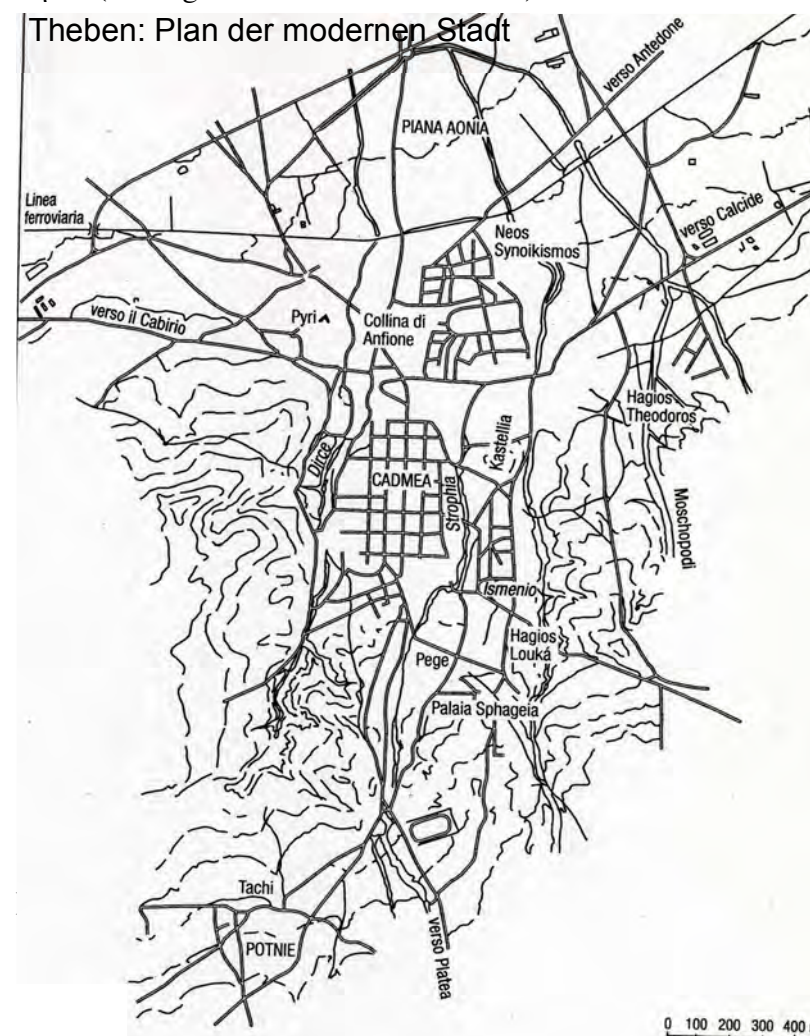 Theben: Plan der modernen Stadt
verso Antedone
PIANA AONIA
Linea
ferroviaria
verso Calcide
Neos
Synoikismos
verso il Cabirio
Pyri
Collina di
Anfione
Hagios
Theodoros
Kastellia
Dirce
CADMEA
Strophia
Moschopodi
Ismenio
Hagios
Louká
Pege
Palaia Sphageia
Tachi
POTNIE
verso Platea
0 100 200 300 400